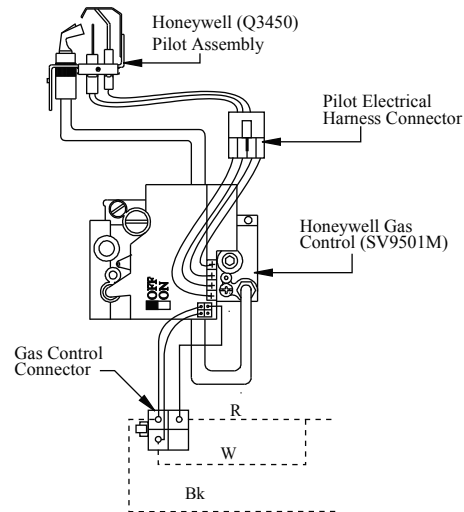 Honeywell (Q3450)
Pilot Assembly
Pilot Electrical
Harness Connector
Honeywell Gas
Control (SV9501M)
OFF
ON
Gas Control
Connector
R
W
Bk